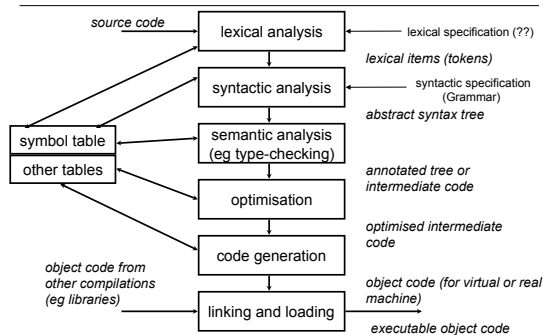 source code
lexical analysis
lexical specification (??)
lexical items (tokens)
syntactic analysis
syntactic specification
(Grammar)
abstract syntax tree
symbol table
other tables
semantic analysis
(eg type-checking)
annotated tree or
intermediate code
optimisation
optimised intermediate
code
code generation
object code from
other compilations
(eg libraries)
object code (for virtual or real
machine)
linking and loading
executable object code